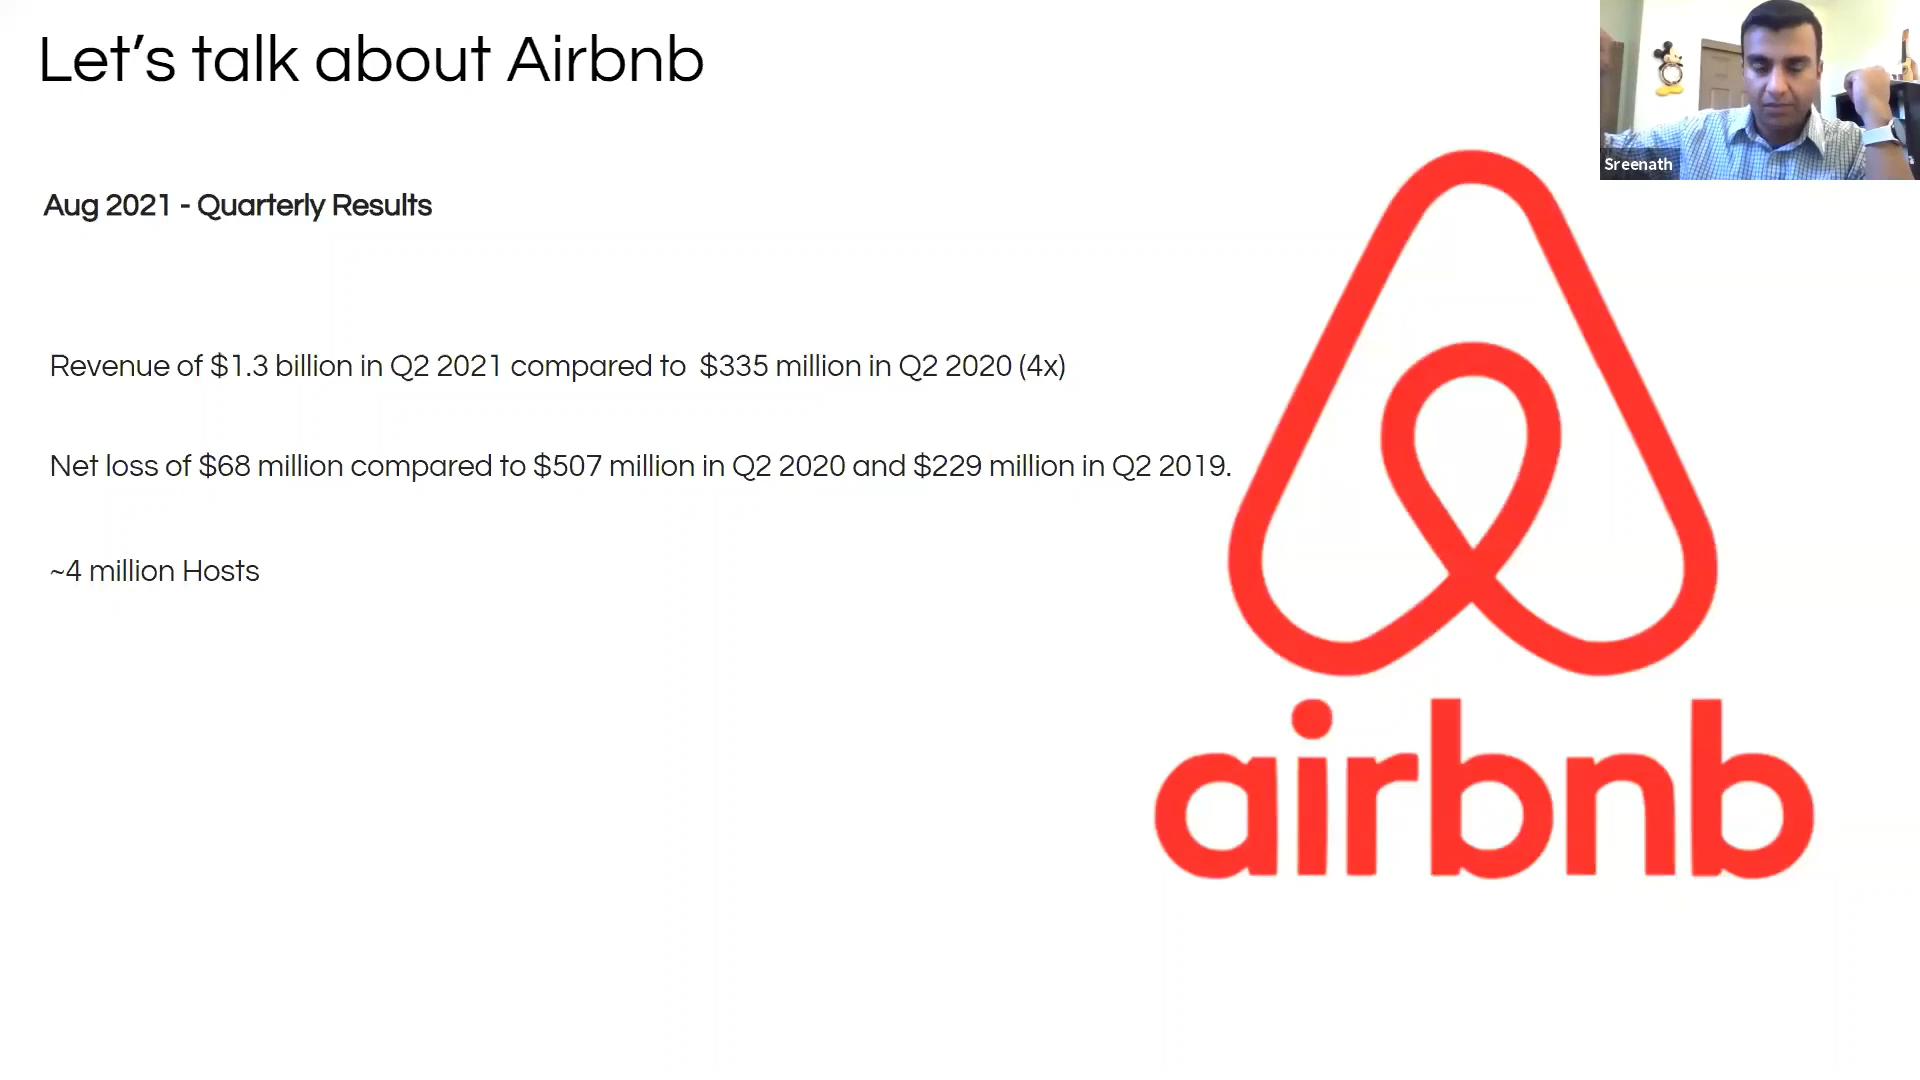 Let’s talk about Airbnb
Sreenath
Aug 2021 - Quarterly Results
Revenue of $1.3 billion in Q2 2021 compared to  $335 million in Q2 2020 (4x)
Net loss of $68 million compared to $507 million in Q2 2020 and $229 million in Q2 2019.
~4 million Hosts
airbnb